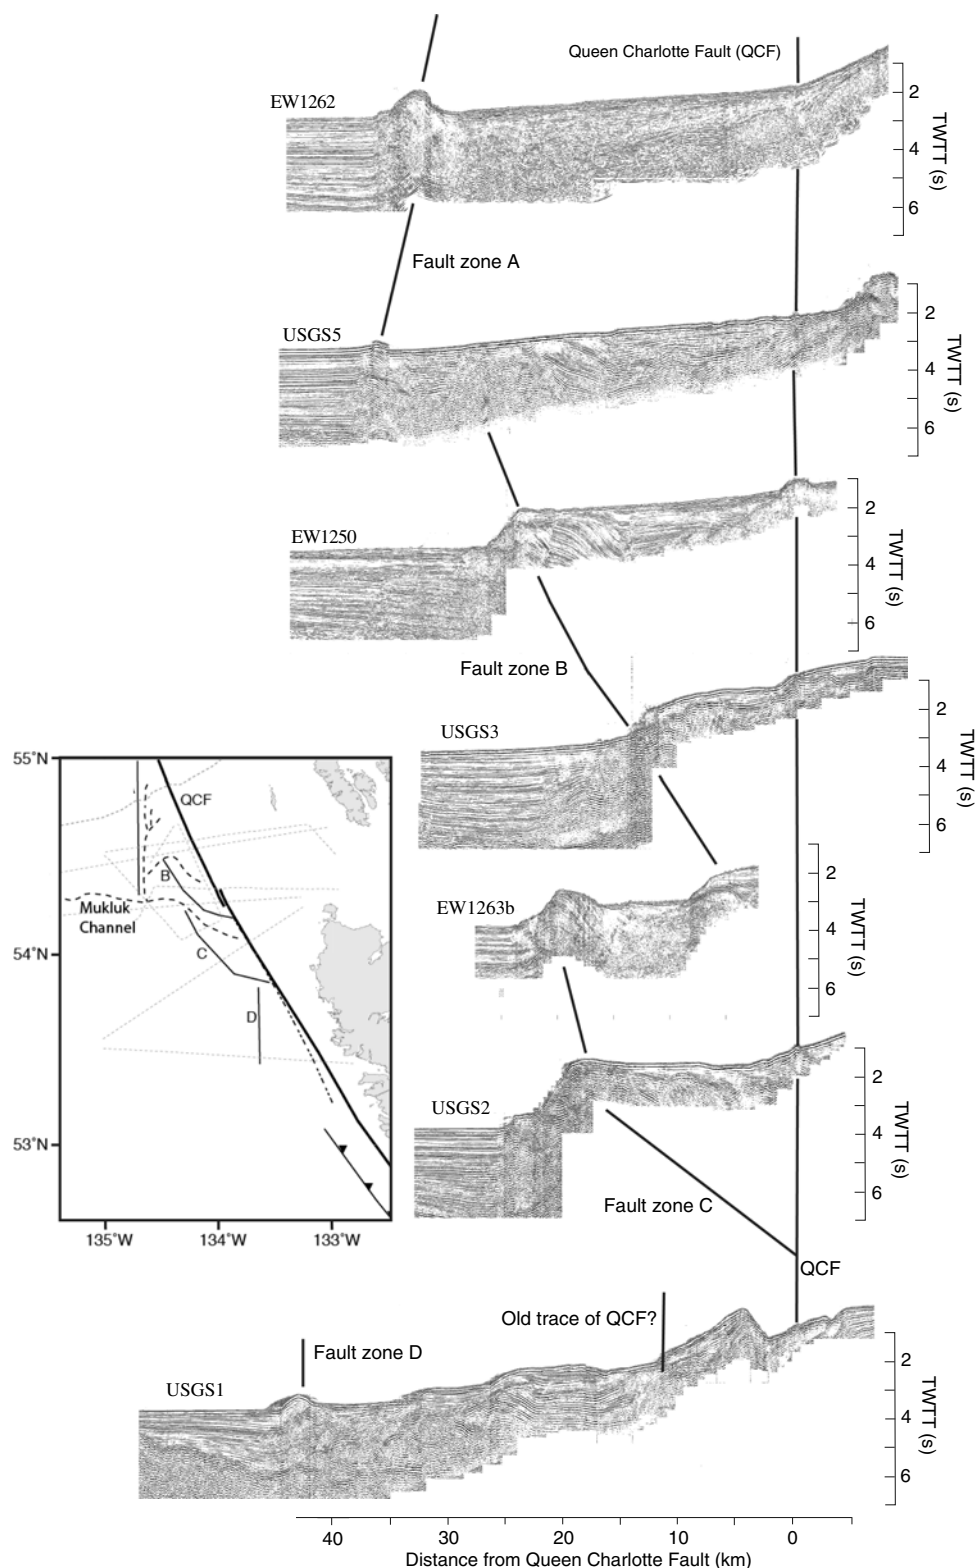 Queen Charlotte Fault (QCF)
EW1262
2
4
6
TWTT (s)
Fault zone A
USGS5
2
4
6
TWTT (s)
EW1250
2
4
6
TWTT (s)
Fault zone B
USGS3
2
4
6
TWTT (s)
55°N
QCF
B
Mukluk
Channel
54°N
C
D
53°N
135°W
134°W
133°W
EW1263b
2
4
6
TWTT (s)
USGS2
2
4
6
TWTT (s)
Fault zone C
QCF
Old trace of QCF?
Fault zone D
USGS1
2
4
6
TWTT (s)
40
30
20
10
0
Distance from Queen Charlotte Fault (km)